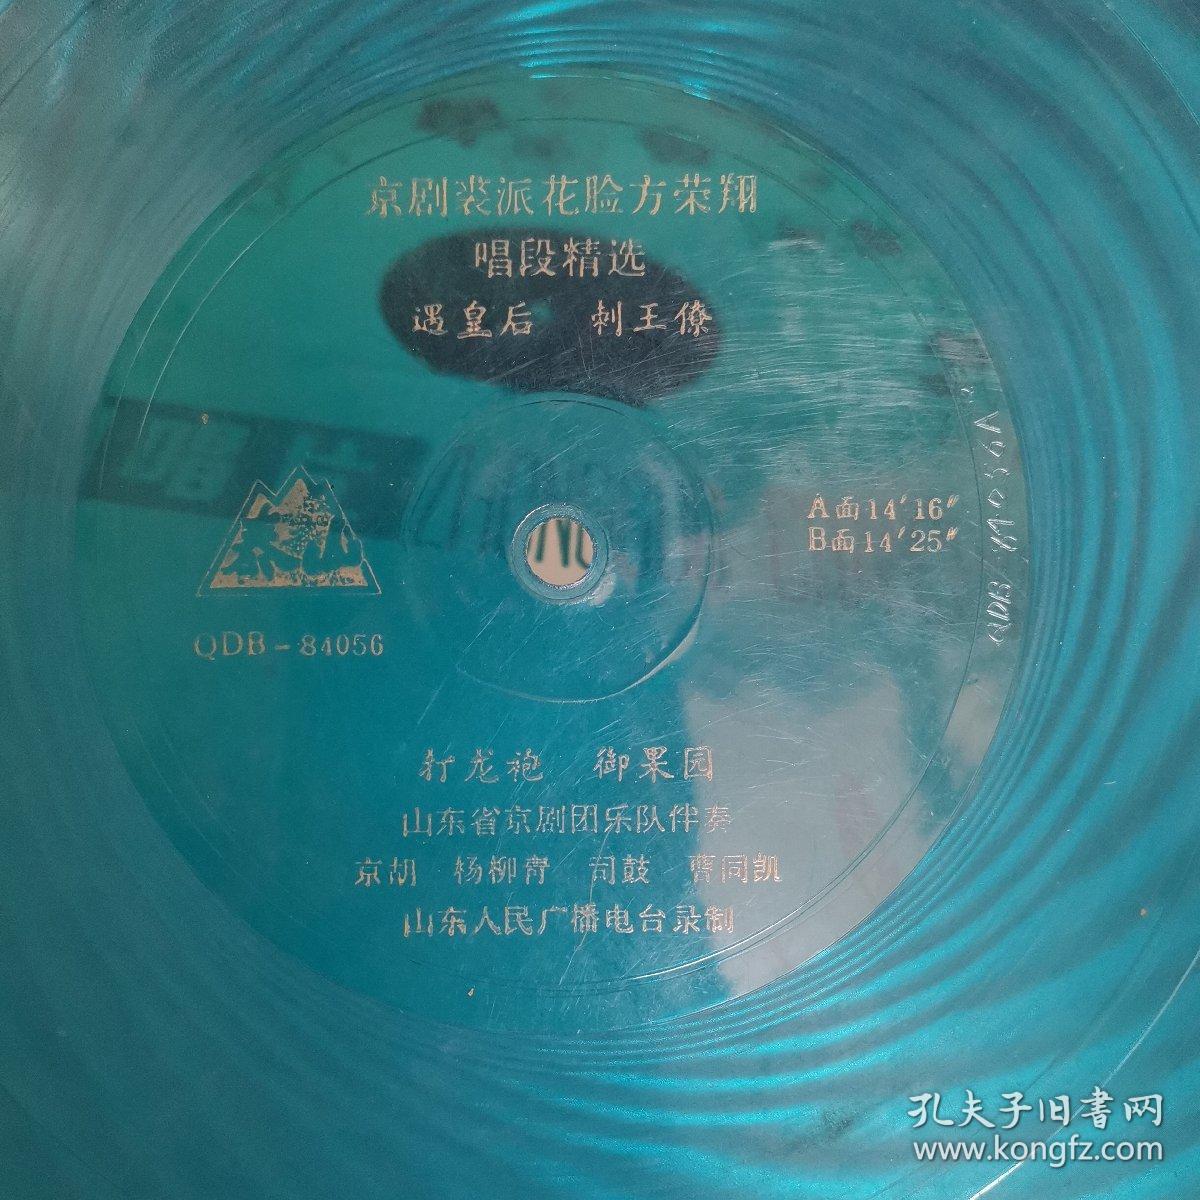 京剧裘派花脸方荣翔
唱段精选
遇皇后 刺王僚
A面14′16″
B面14′25″
QDB-84056
打龙袍 御果园
山东省京剧团乐队伴奏
京胡 杨柳青 司鼓 曹同凯
山东人民广播电台录制
QDB 84056A
孔夫子旧书网
www.kongfz.com